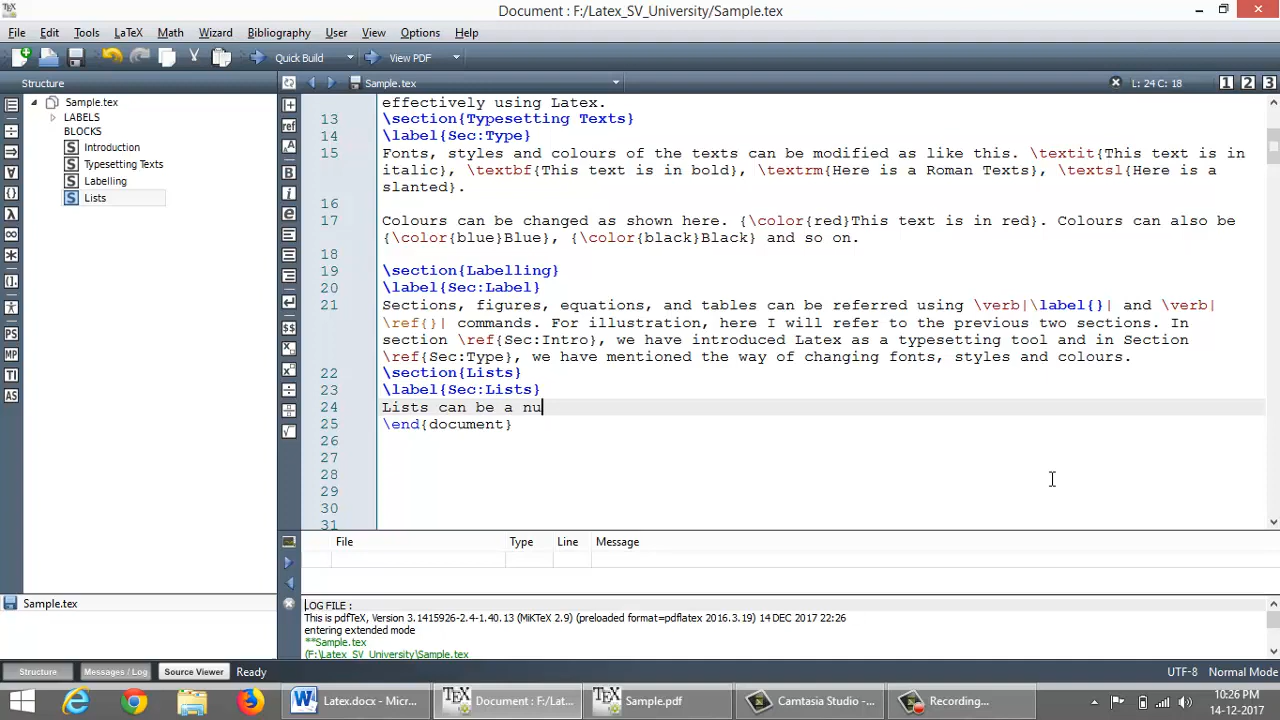 Document : F:/Latex_SV_University/Sample.tex
File Edit Tools LaTeX Math Wizard Bibliography User View Options Help
Quick Build View PDF
Structure
Sample.tex L: 24 C: 18 1 2 3
Sample.tex
LABELS
BLOCKS
Introduction
Typesetting Texts
Labelling
Lists
effectively using Latex.
13 \section{Typesetting Texts}
14 \label{Sec:Type}
15 Fonts, styles and colours of the texts can be modified as like this. \textit{This text is in
italic}, \textbf{This text is in bold}, \textrm{Here is a Roman Texts}, \textsl{Here is a
slanted}.
16
17 Colours can be changed as shown here. {\color{red}This text is in red}. Colours can also be
{\color{blue}Blue}, {\color{black}Black} and so on.
18
19 \section{Labelling}
20 \label{Sec:Label}
21 Sections, figures, equations, and tables can be referred using \verb|\label{}| and \verb|
\ref{}| commands. For illustration, here I will refer to the previous two sections. In
section \ref{Sec:Intro}, we have introduced Latex as a typesetting tool and in Section
\ref{Sec:Type}, we have mentioned the way of changing fonts, styles and colours.
22 \section{Lists}
23 \label{Sec:Lists}
24 Lists can be a nu
25 \end{document}
26
27
28
29
30
31
ref
PS
MP
TI
AS
File Type Line Message
Sample.tex
LOG FILE :
This is pdfTeX, Version 3.1415926-2.4-1.40.13 (MiKTeX 2.9) (preloaded format=pdflatex 2016.3.19) 14 DEC 2017 22:26
entering extended mode
**Sample.tex
(F:\Latex_SV_University\Sample.tex
Structure Messages / Log Source Viewer Ready UTF-8 Normal Mode
Latex.docx - Micr... Document : F:/Lat... Sample.pdf Camtasia Studio -... Recording...
10:26 PM
14-12-2017